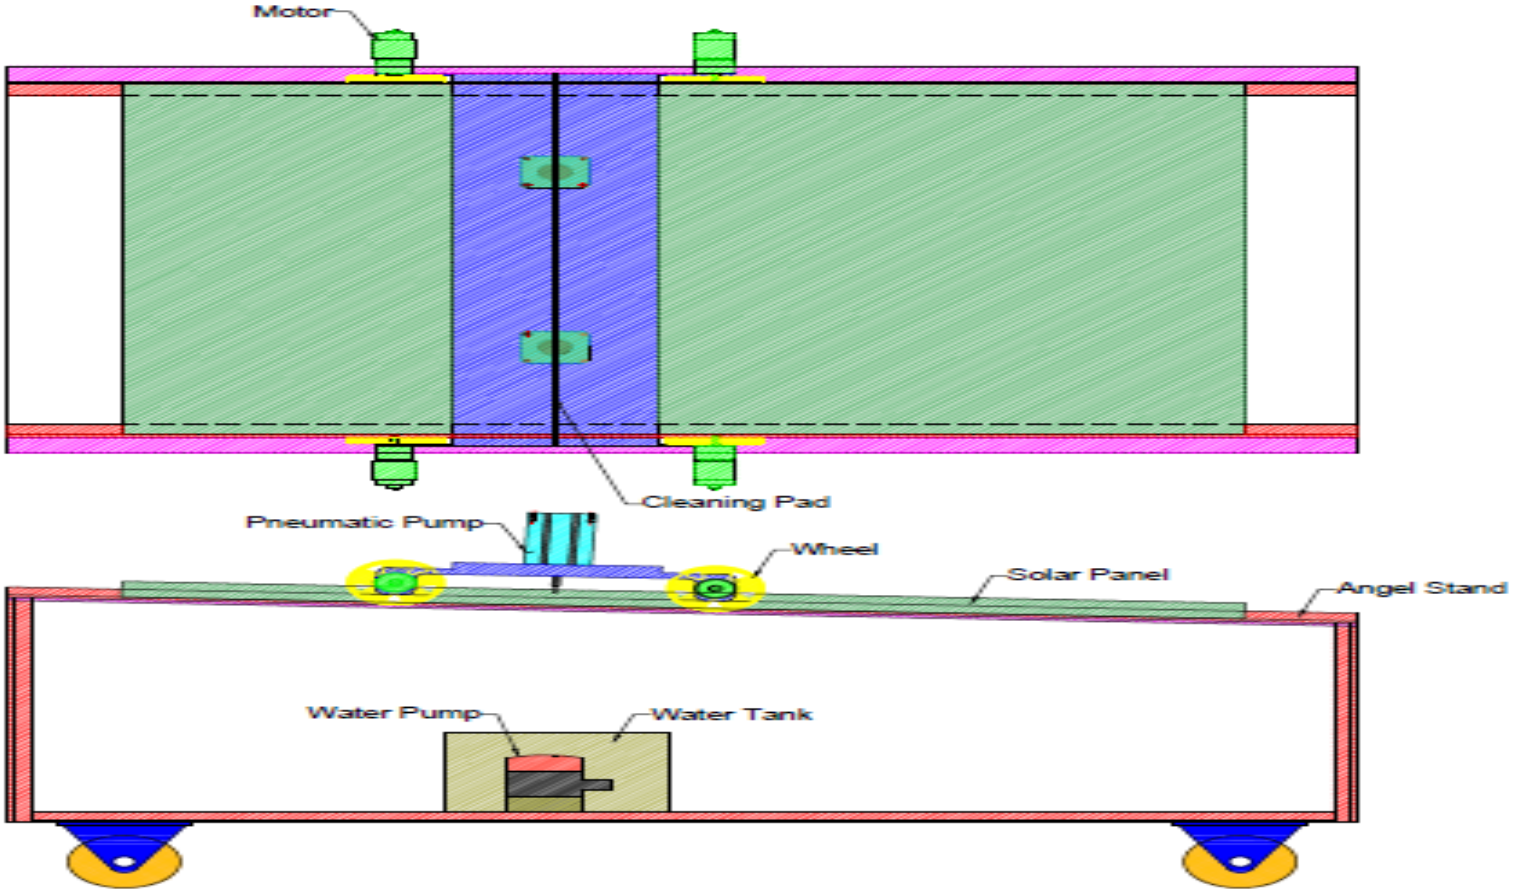 Motor
Cleaning Pad
Pneumatic Pump
Wheel
Solar Panel
Angel Stand
Water Pump
Water Tank